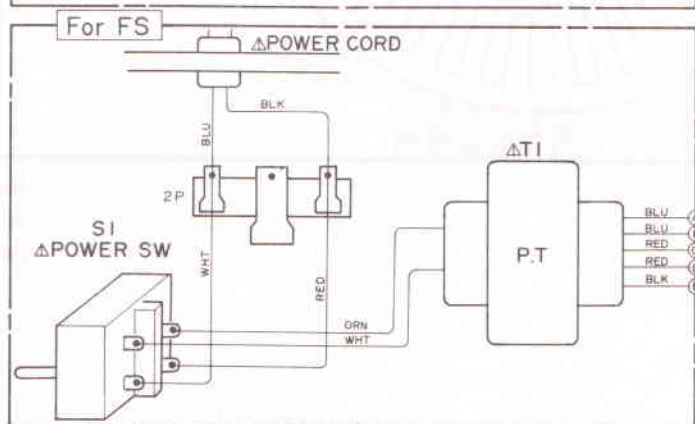 For FS
⚠POWER CORD
BLU
BLK
2P
⚠T1
S1
⚠POWER SW
WHT
RED
P.T
BLU
BLU
RED
RED
BLK
ORN
WHT